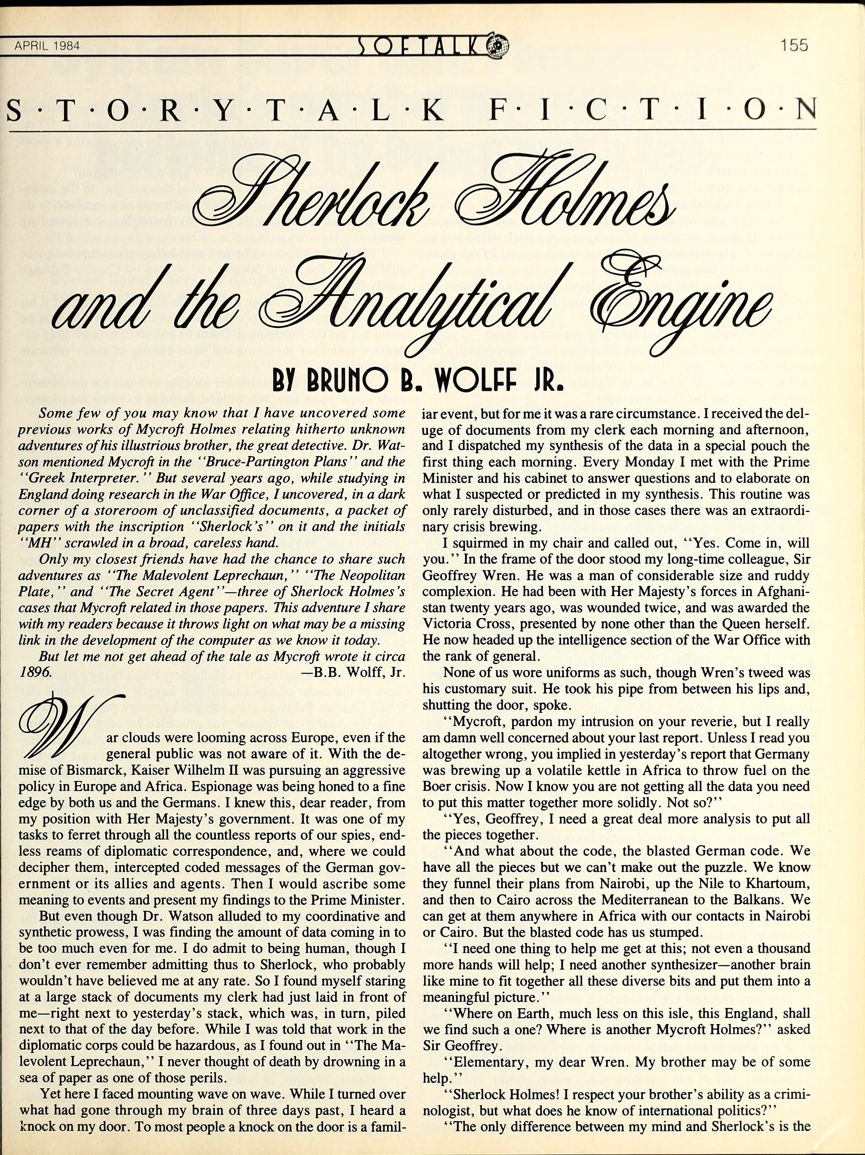 APRIL 1984
SOFTALK
155
S·T·O·R·Y·T·A·L·K F·I·C·T·I·O·N
Sherlock Holmes
and the Analytical Engine
BY BRUNO B. WOLFF JR.
Some few of you may know that I have uncovered some
previous works of Mycroft Holmes relating hitherto unknown
adventures of his illustrious brother, the great detective. Dr. Wat-
son mentioned Mycroft in the "Bruce-Partington Plans" and the
"Greek Interpreter." But several years ago, while studying in
England doing research in the War Office, I uncovered, in a dark
corner of a storeroom of unclassified documents, a packet of
papers with the inscription "Sherlock's" on it and the initials
"MH" scrawled in a broad, careless hand.
Only my closest friends have had the chance to share such
adventures as "The Malevolent Leprechaun," "The Neopolitan
Plate," and "The Secret Agent"—three of Sherlock Holmes's
cases that Mycroft related in those papers. This adventure I share
with my readers because it throws light on what may be a missing
link in the development of the computer as we know it today.
But let me not get ahead of the tale as Mycroft wrote it circa
1896. —B.B. Wolff, Jr.
War clouds were looming across Europe, even if the
general public was not aware of it. With the de-
mise of Bismarck, Kaiser Wilhelm II was pursuing an aggressive
policy in Europe and Africa. Espionage was being honed to a fine
edge by both us and the Germans. I knew this, dear reader, from
my position with Her Majesty's government. It was one of my
tasks to ferret through all the countless reports of our spies, end-
less reams of diplomatic correspondence, and, where we could
decipher them, intercepted coded messages of the German gov-
ernment or its allies and agents. Then I would ascribe some
meaning to events and present my findings to the Prime Minister.
But even though Dr. Watson alluded to my coordinative and
synthetic prowess, I was finding the amount of data coming in to
be too much even for me. I do admit to being human, though I
don't ever remember admitting thus to Sherlock, who probably
wouldn't have believed me at any rate. So I found myself staring
at a large stack of documents my clerk had just laid in front of
me—right next to yesterday's stack, which was, in turn, piled
next to that of the day before. While I was told that work in the
diplomatic corps could be hazardous, as I found out in "The Ma-
levolent Leprechaun," I never thought of death by drowning in a
sea of paper as one of those perils.
Yet here I faced mounting wave on wave. While I turned over
what had gone through my brain of three days past, I heard a
knock on my door. To most people a knock on the door is a famil-
iar event, but for me it was a rare circumstance. I received the del-
uge of documents from my clerk each morning and afternoon,
and I dispatched my synthesis of the data in a special pouch the
first thing each morning. Every Monday I met with the Prime
Minister and his cabinet to answer questions and to elaborate on
what I suspected or predicted in my synthesis. This routine was
only rarely disturbed, and in those cases there was an extraordi-
nary crisis brewing.
I squirmed in my chair and called out, "Yes. Come in, will
you." In the frame of the door stood my long-time colleague, Sir
Geoffrey Wren. He was a man of considerable size and ruddy
complexion. He had been with Her Majesty's forces in Afghani-
stan twenty years ago, was wounded twice, and was awarded the
Victoria Cross, presented by none other than the Queen herself.
He now headed up the intelligence section of the War Office with
the rank of general.
None of us wore uniforms as such, though Wren's tweed was
his customary suit. He took his pipe from between his lips and,
shutting the door, spoke.
"Mycroft, pardon my intrusion on your reverie, but I really
am damn well concerned about your last report. Unless I read you
altogether wrong, you implied in yesterday's report that Germany
was brewing up a volatile kettle in Africa to throw fuel on the
Boer crisis. Now I know you are not getting all the data you need
to put this matter together more solidly. Not so?"
"Yes, Geoffrey, I need a great deal more analysis to put all
the pieces together.
"And what about the code, the blasted German code. We
have all the pieces but we can't make out the puzzle. We know
they funnel their plans from Nairobi, up the Nile to Khartoum,
and then to Cairo across the Mediterranean to the Balkans. We
can get at them anywhere in Africa with our contacts in Nairobi
or Cairo. But the blasted code has us stumped.
"I need one thing to help me get at this; not even a thousand
more hands will help; I need another synthesizer—another brain
like mine to fit together all these diverse bits and put them into a
meaningful picture."
"Where on Earth, much less on this isle, this England, shall
we find such a one? Where is another Mycroft Holmes?" asked
Sir Geoffrey.
"Elementary, my dear Wren. My brother may be of some
help."
"Sherlock Holmes! I respect your brother's ability as a crimi-
nologist, but what does he know of international politics?"
"The only difference between my mind and Sherlock's is the